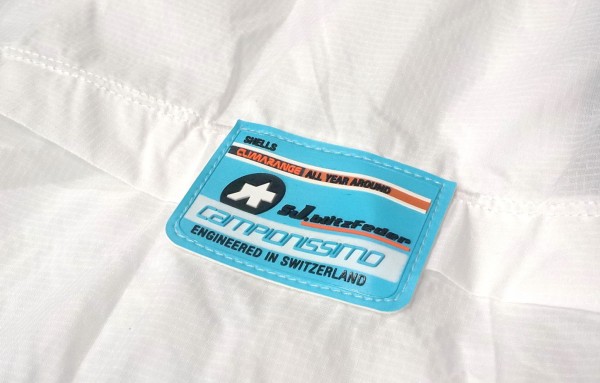 SHELLS
CLIMARANGE ALL YEAR AROUND
SJ.blitzFeder
campionissimo
ENGINEERED IN SWITZERLAND